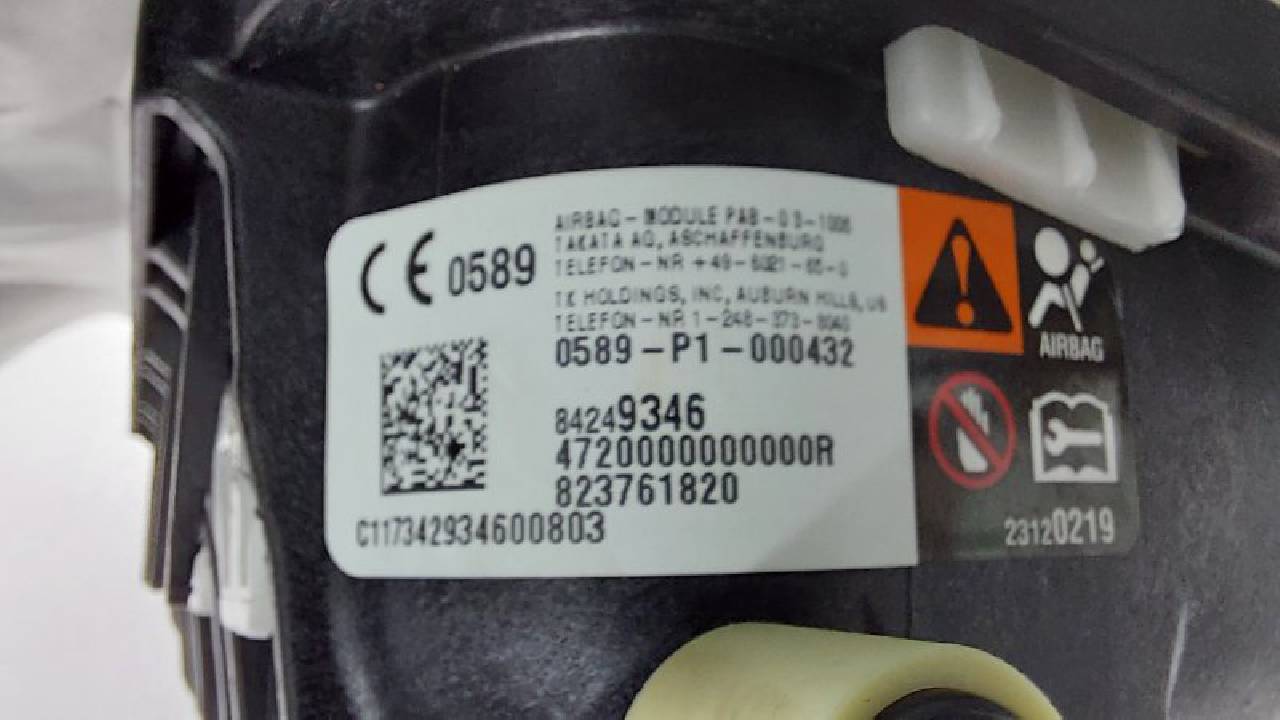 CE 0589
AIRBAG-MODULE PAB-03-1006
TAKATA AG, ASCHAFFENBURG
TELEFON-NR +49-6021-65-0
TK HOLDINGS, INC, AUBURN HILLS, US
TELEFON-NR 1-248-373-8040
0589-P1-000432
84249346
4720000000000R
823761820
C117342934600803
AIRBAG
23120219